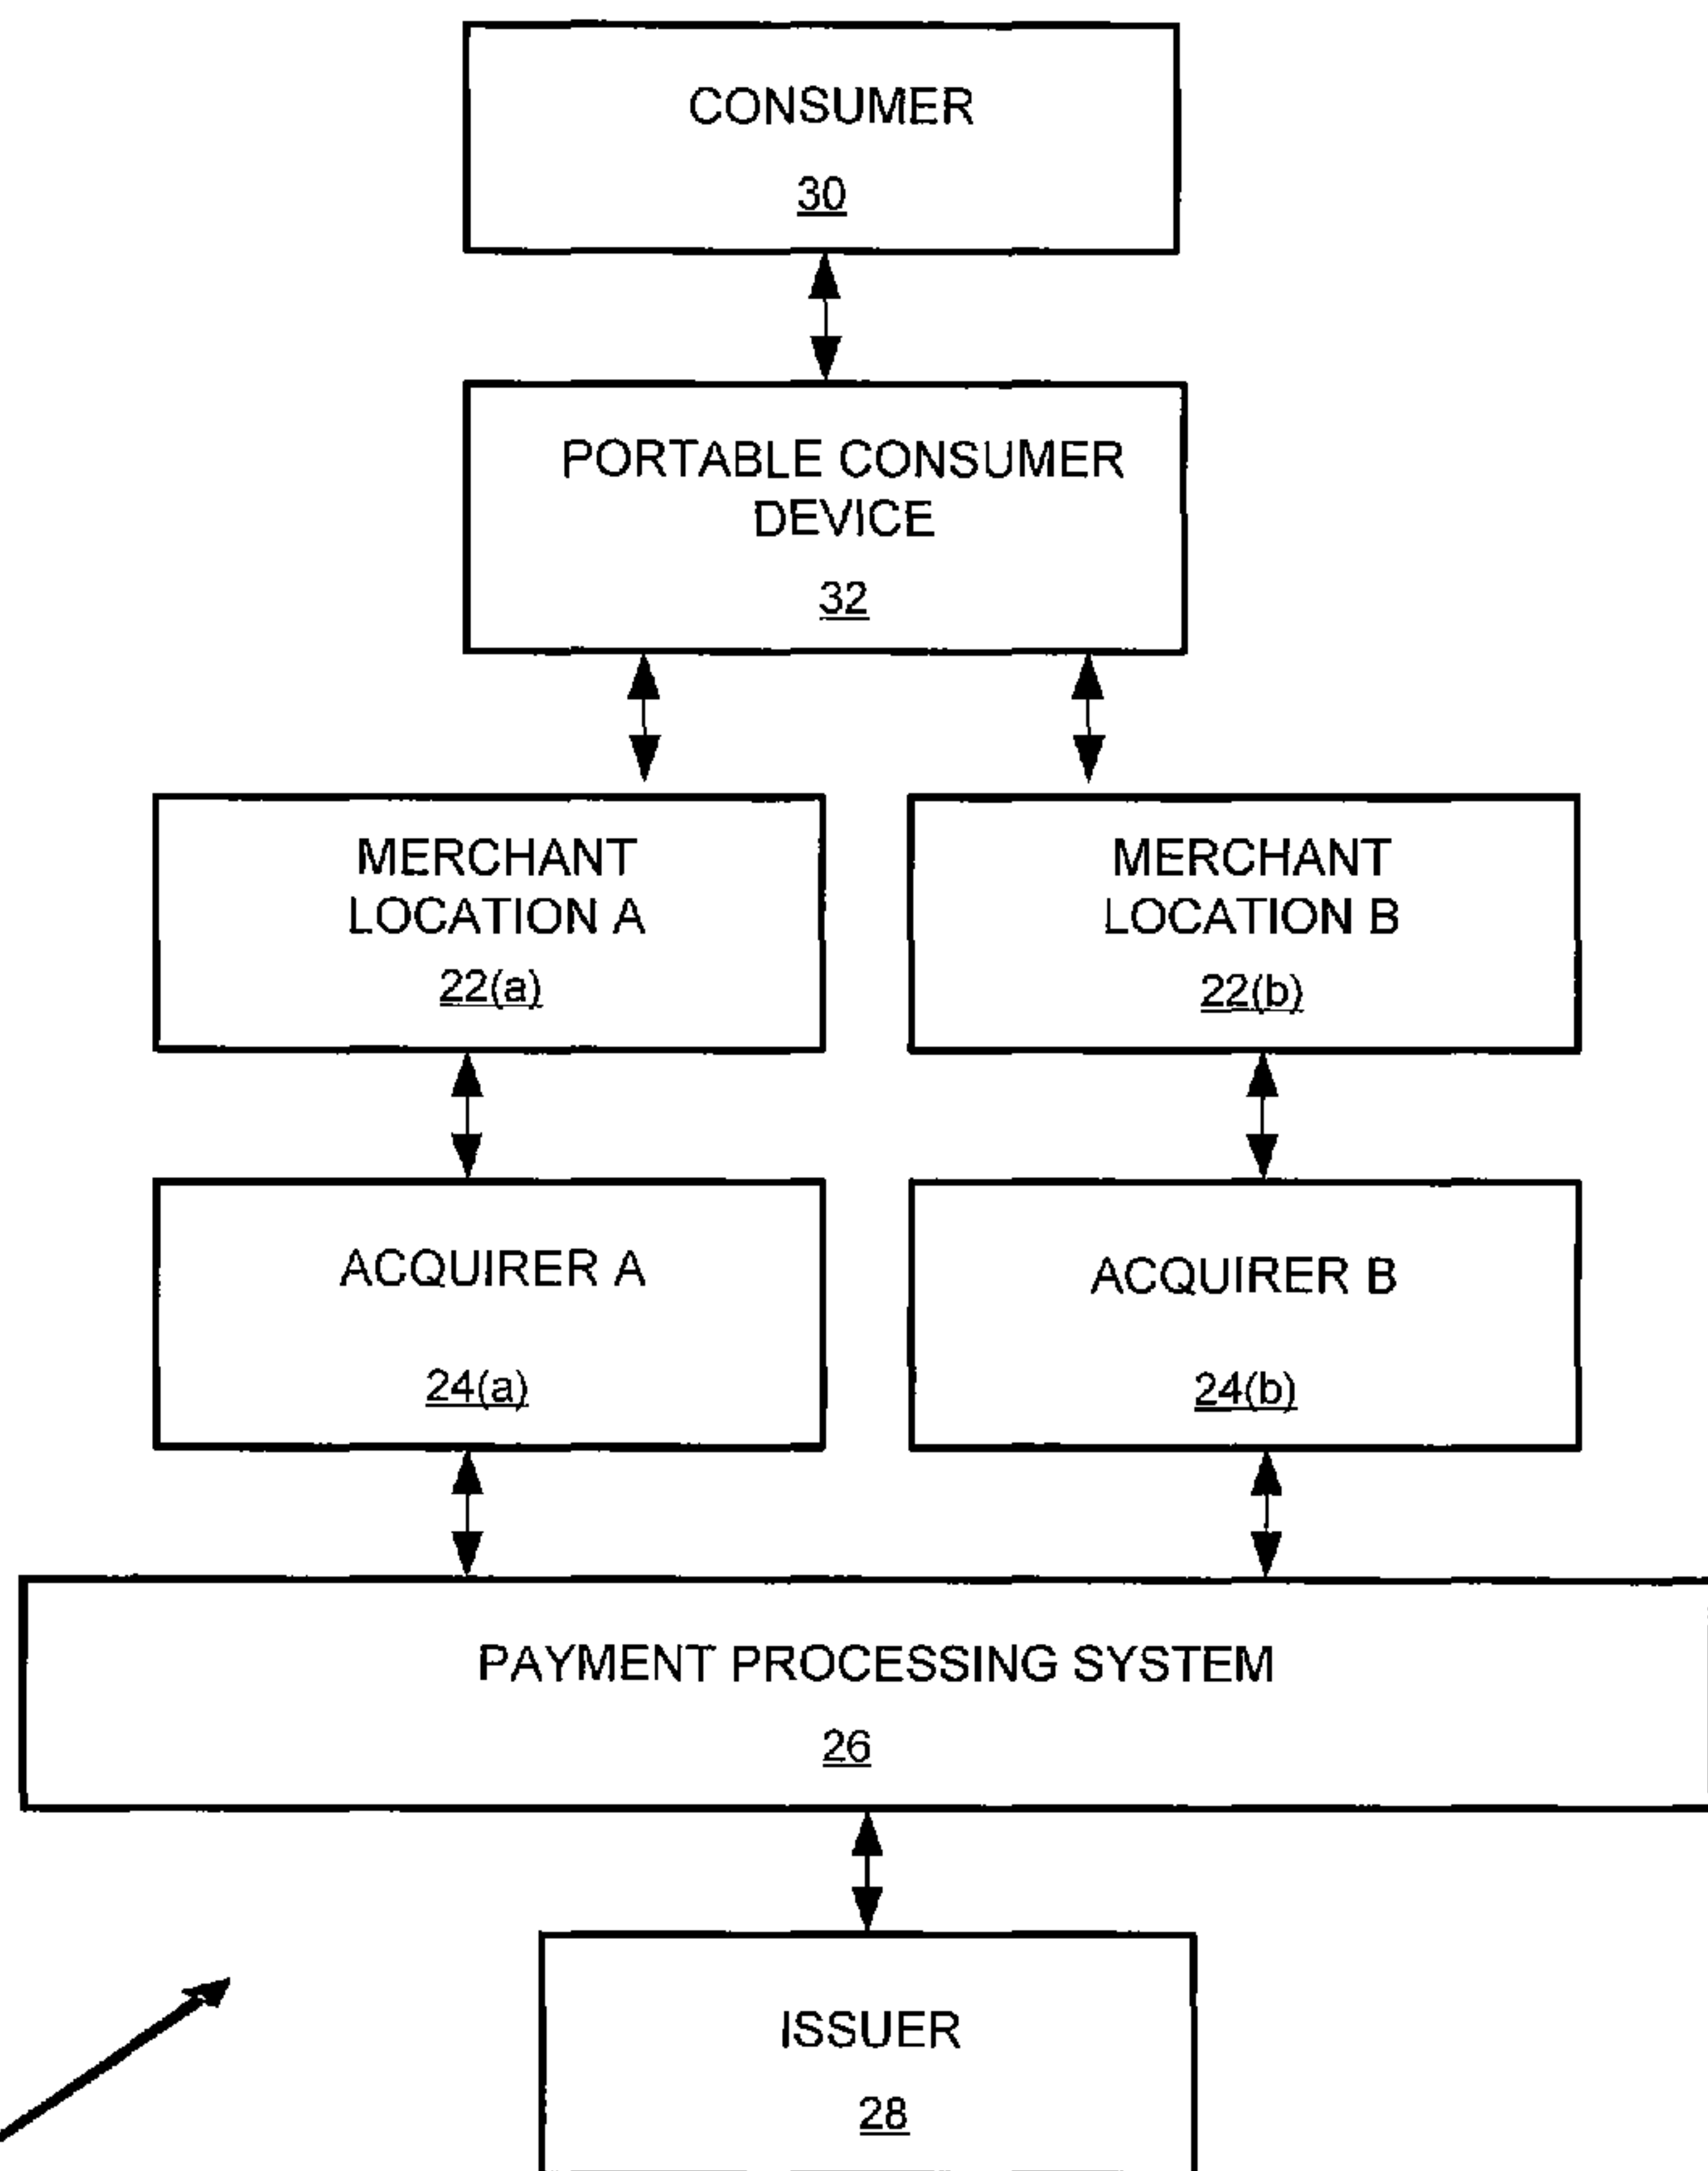 CONSUMER
30
PORTABLE CONSUMER
DEVICE
32
MERCHANT
LOCATION A
22(a)
MERCHANT
LOCATION B
22(b)
ACQUIRER A
24(a)
ACQUIRER B
24(b)
PAYMENT PROCESSING SYSTEM
26
ISSUER
28